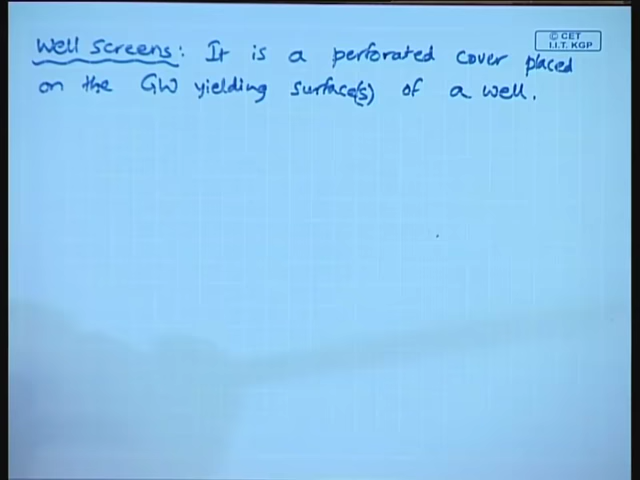 Well screens: It is a perforated cover placed
on the GW yielding surface(s) of a well.
© CET
I.I.T. KGP